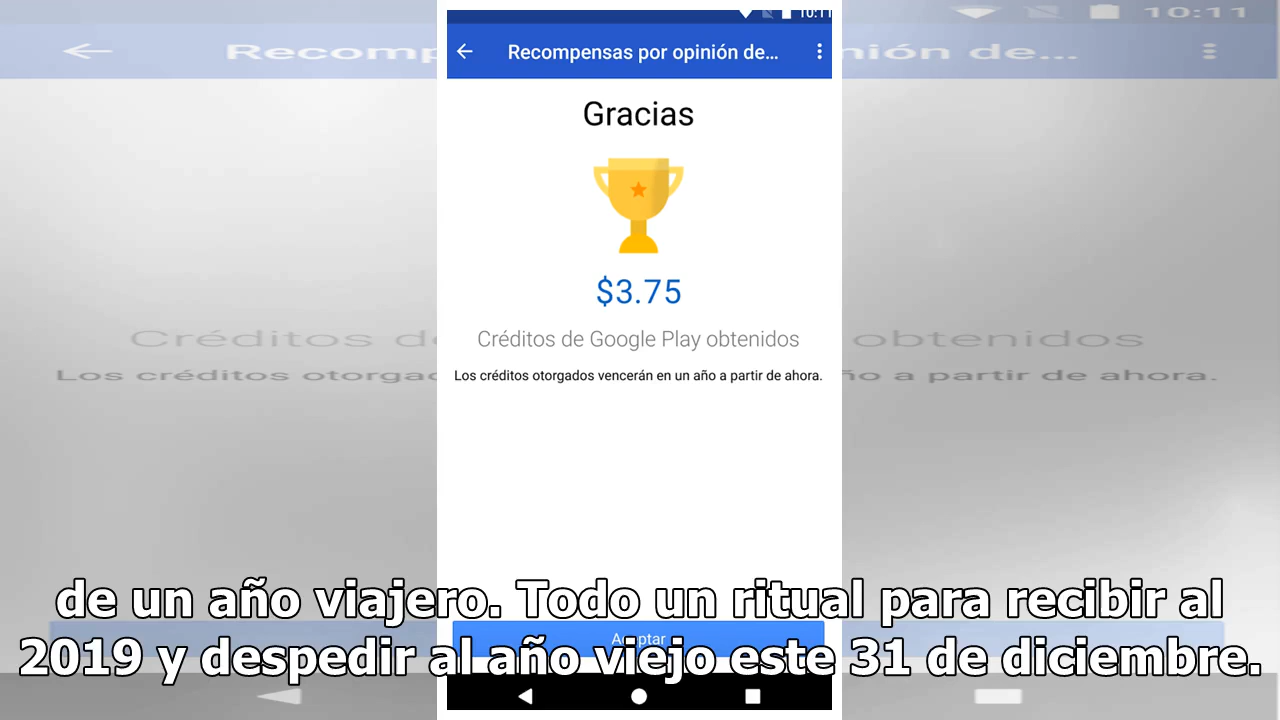 10:11
Recompensas por opinión de...
Gracias
$3.75
Créditos de Google Play obtenidos
Los créditos otorgados vencerán en un año a partir de ahora.
Aceptar
de un año viajero. Todo un ritual para recibir al
2019 y despedir al año viejo este 31 de diciembre.